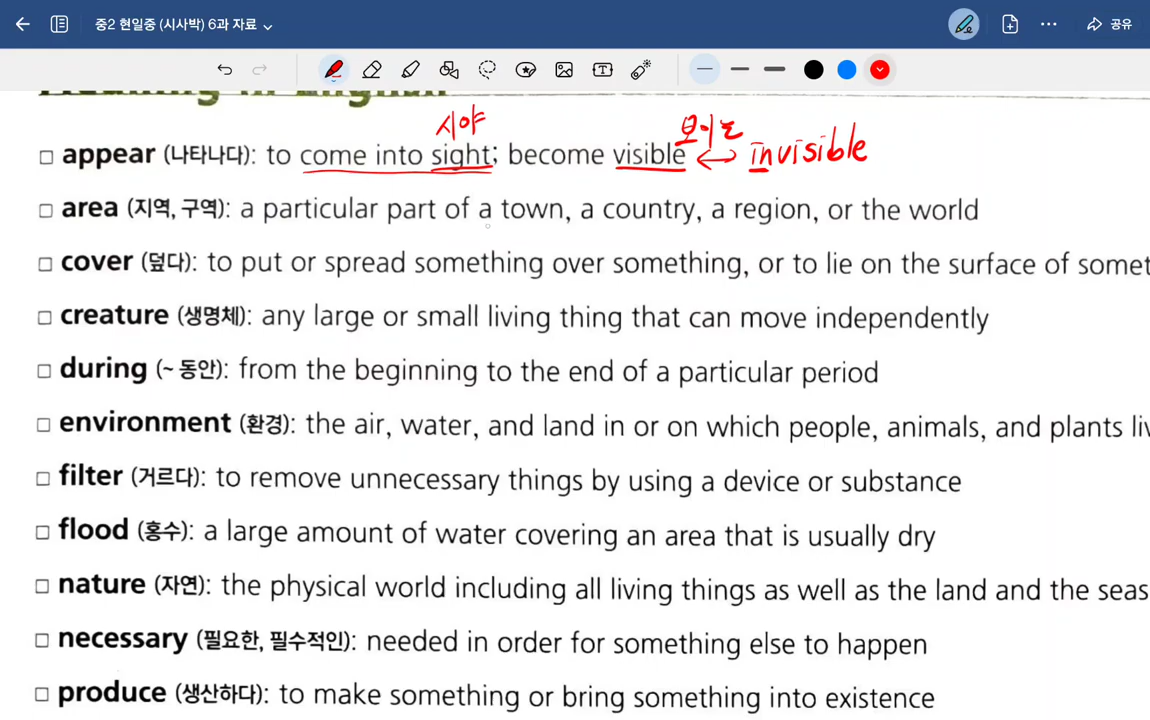 중2 현일중 (시사박) 6과 자료
공유
Meaning in English
시야 보이는
appear (나타나다): to come into sight; become visible ↔ invisible
area (지역, 구역): a particular part of a town, a country, a region, or the world
cover (덮다): to put or spread something over something, or to lie on the surface of somet
creature (생명체): any large or small living thing that can move independently
during (~ 동안): from the beginning to the end of a particular period
environment (환경): the air, water, and land in or on which people, animals, and plants liv
filter (거르다): to remove unnecessary things by using a device or substance
flood (홍수): a large amount of water covering an area that is usually dry
nature (자연): the physical world including all living things as well as the land and the seas
necessary (필요한, 필수적인): needed in order for something else to happen
produce (생산하다): to make something or bring something into existence